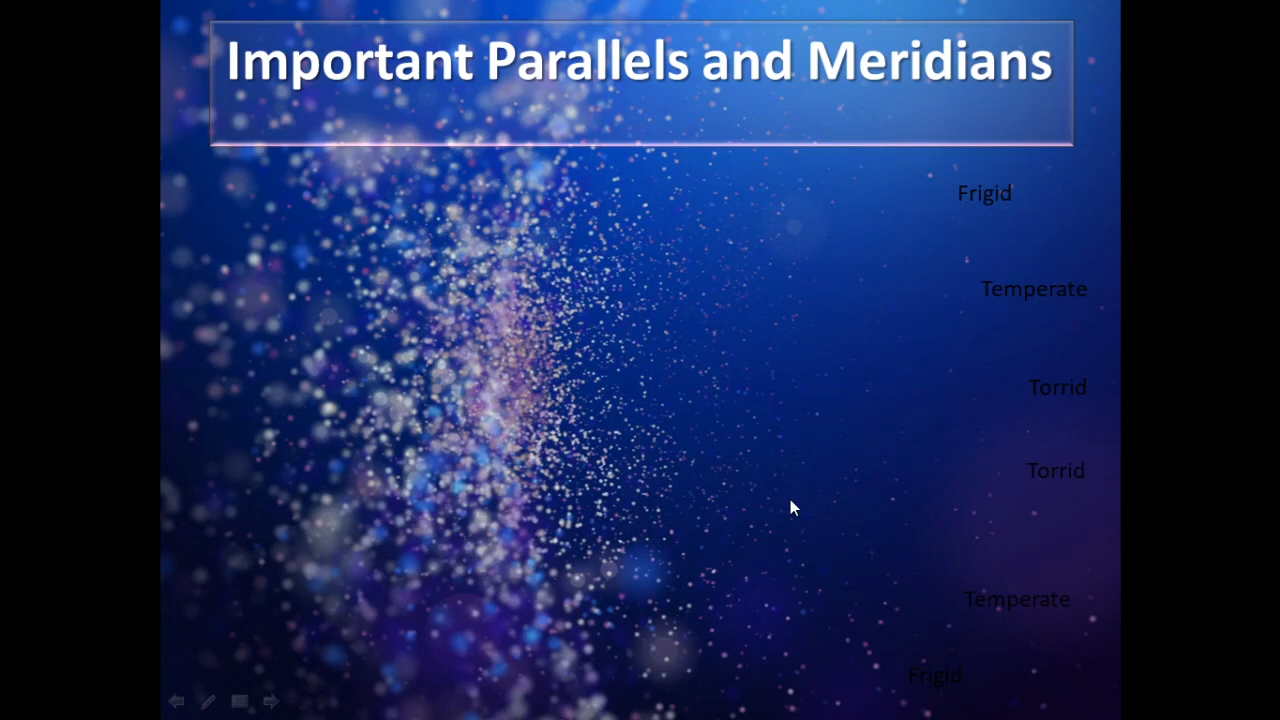 Important Parallels and Meridians
Frigid
Temperate
Torrid
Torrid
Temperate
Frigid